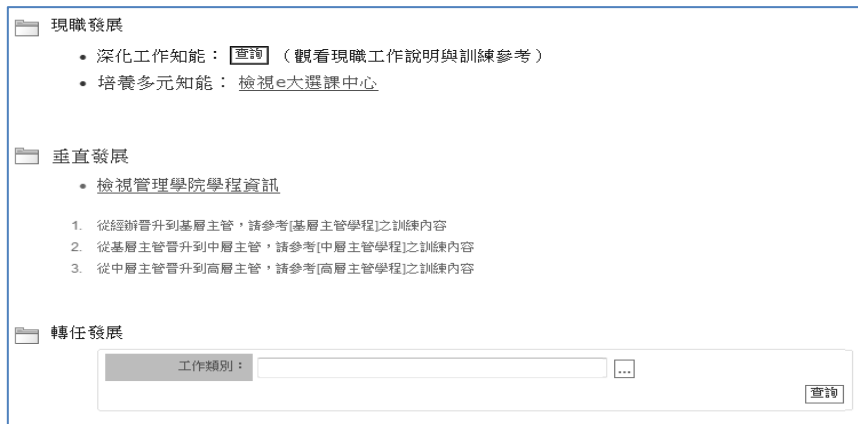 現職發展
• 深化工作知能： 查詢 （觀看現職工作說明與訓練參考）
• 培養多元知能： 檢視e大選課中心
垂直發展
• 檢視管理學院學程資訊
1. 從經辦晉升到基層主管，請參考[基層主管學程]之訓練內容
2. 從基層主管晉升到中層主管，請參考[中層主管學程]之訓練內容
3. 從中層主管晉升到高層主管，請參考[高層主管學程]之訓練內容
轉任發展
工作類別： ...
查詢